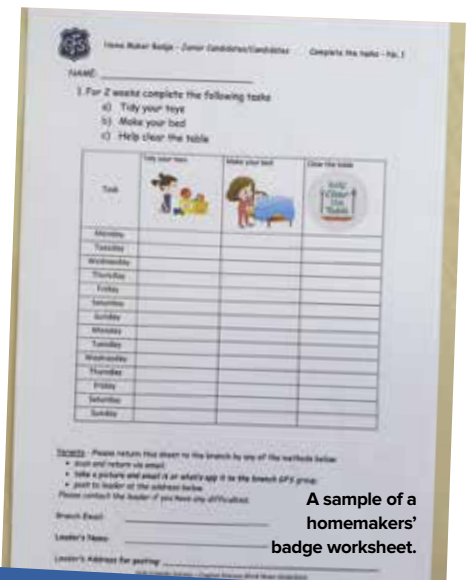 GFS
Home Maker Badge - Junior Candidates/Candidates Complete the tasks - No. 1
NAME:
1. For 2 weeks complete the following tasks
a) Tidy your toys
b) Make your bed
c) Help clear the table
Task Tidy your toys Make your bed Clear the table
Clear
the
Table
Monday
Tuesday
Wednesday
Thursday
Friday
Saturday
Sunday
Monday
Tuesday
Wednesday
Thursday
Friday
Saturday
Sunday
Parents - Please return this sheet to the branch by any of the methods below
• scan and return via email
• take a picture and email it or what's app it to the branch GFS group
• post to leader at the address below
Please contact the leader if you have any difficulties
Branch Email:
Leader's Name:
Leader's Address for posting
A sample of a
homemakers'
badge worksheet.